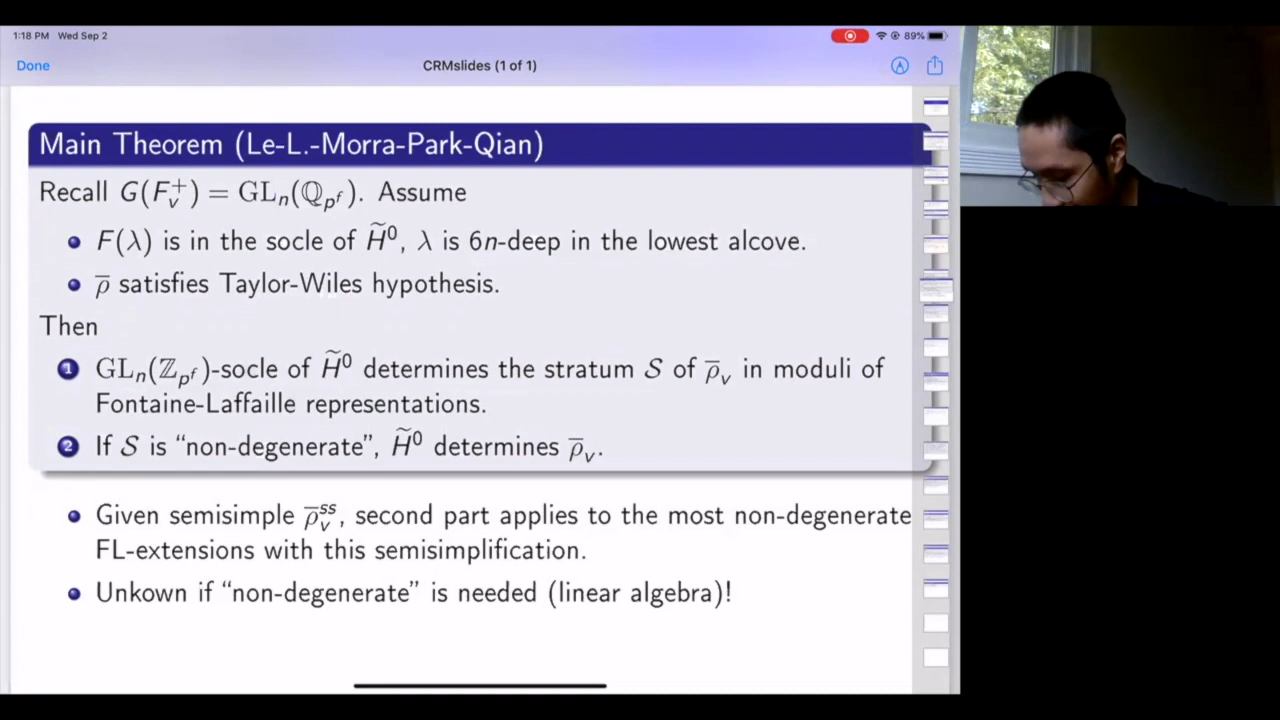 1:18 PM Wed Sep 2
89%
Done
CRMslides (1 of 1)
Main Theorem (Le-L.-Morra-Park-Qian)
Recall G(F_v^+) = GL_n(ℚ_{p^f}). Assume
• F(λ) is in the socle of H̃^0, λ is 6n-deep in the lowest alcove.
• ρ̅ satisfies Taylor-Wiles hypothesis.
Then
1 GL_n(ℤ_{p^f})-socle of H̃^0 determines the stratum 𝒮 of ρ̅_v in moduli of
Fontaine-Laffaille representations.
2 If 𝒮 is “non-degenerate”, H̃^0 determines ρ̅_v.
• Given semisimple ρ̅_v^{ss}, second part applies to the most non-degenerate
FL-extensions with this semisimplification.
• Unkown if “non-degenerate” is needed (linear algebra)!